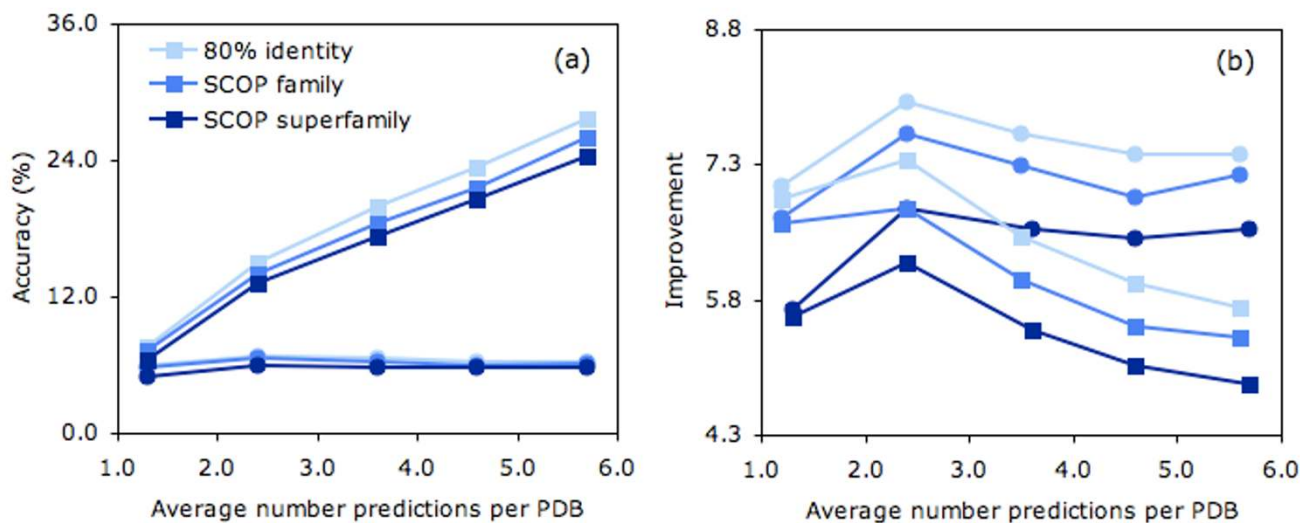 36.0
24.0
12.0
0.0
Accuracy (%)
80% identity
SCOP family
SCOP superfamily
(a)
1.0 2.0 3.0 4.0 5.0 6.0
Average number predictions per PDB
8.8
7.3
5.8
4.3
Improvement
(b)
1.0 2.0 3.0 4.0 5.0 6.0
Average number predictions per PDB